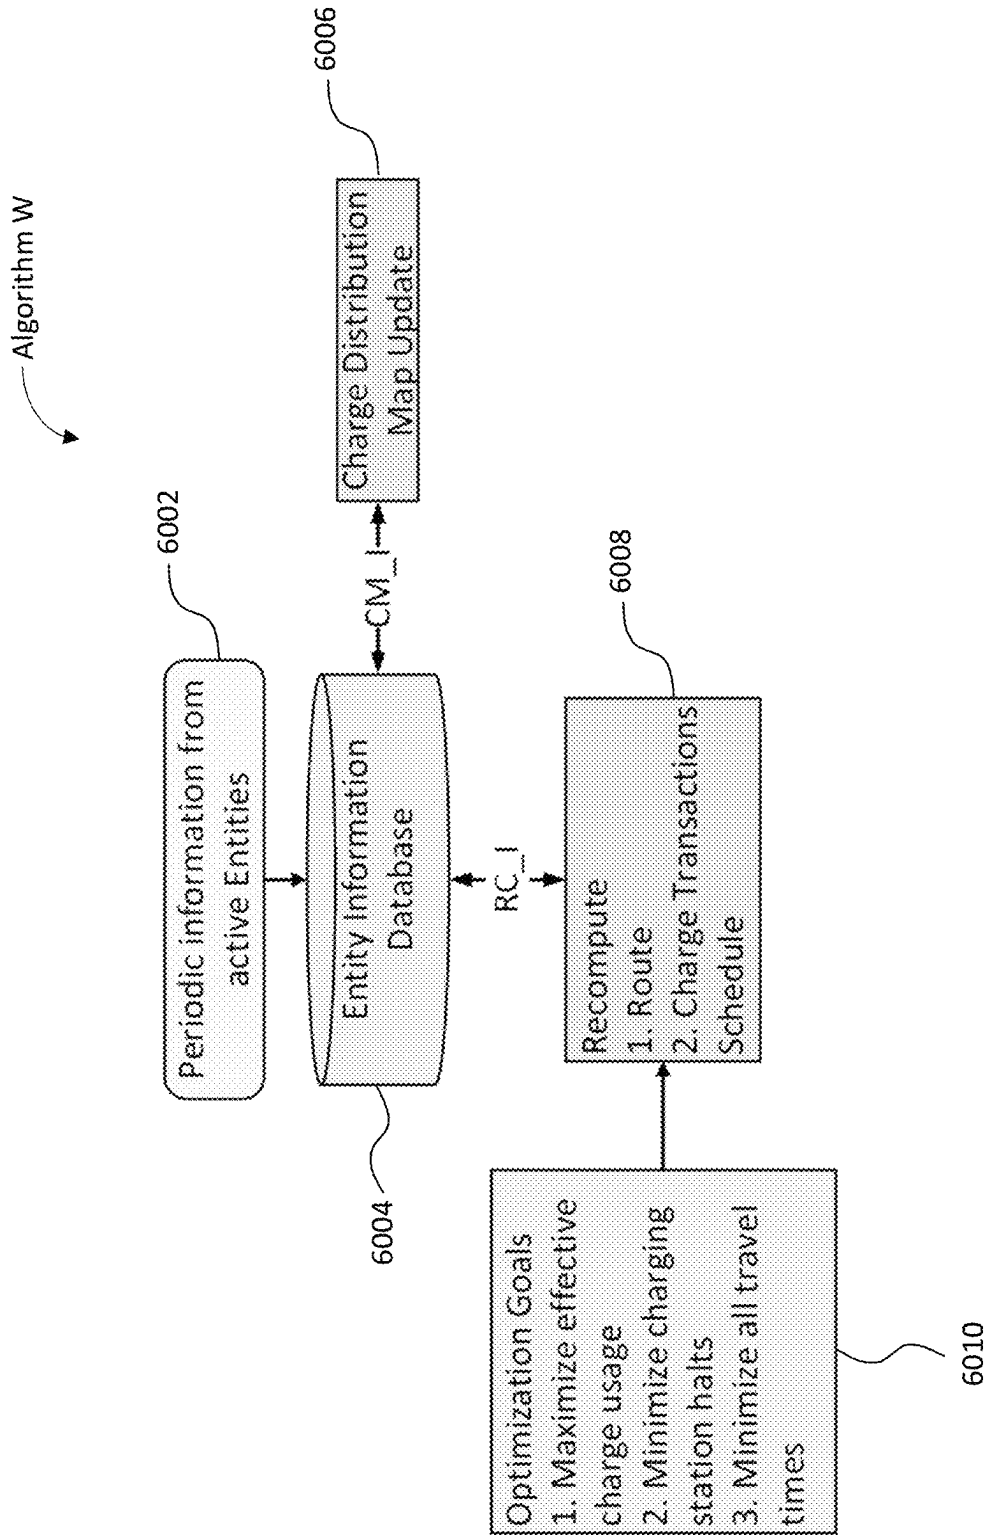 Algorithm W
6002
Periodic information from
active Entities
6004
Entity Information
Database
CM_I
6006
Charge Distribution
Map Update
RC_I
6008
Recompute
1. Route
2. Charge Transactions
Schedule
Optimization Goals
1. Maximize effective
charge usage
2. Minimize charging
station halts
3. Minimize all travel
times
6010